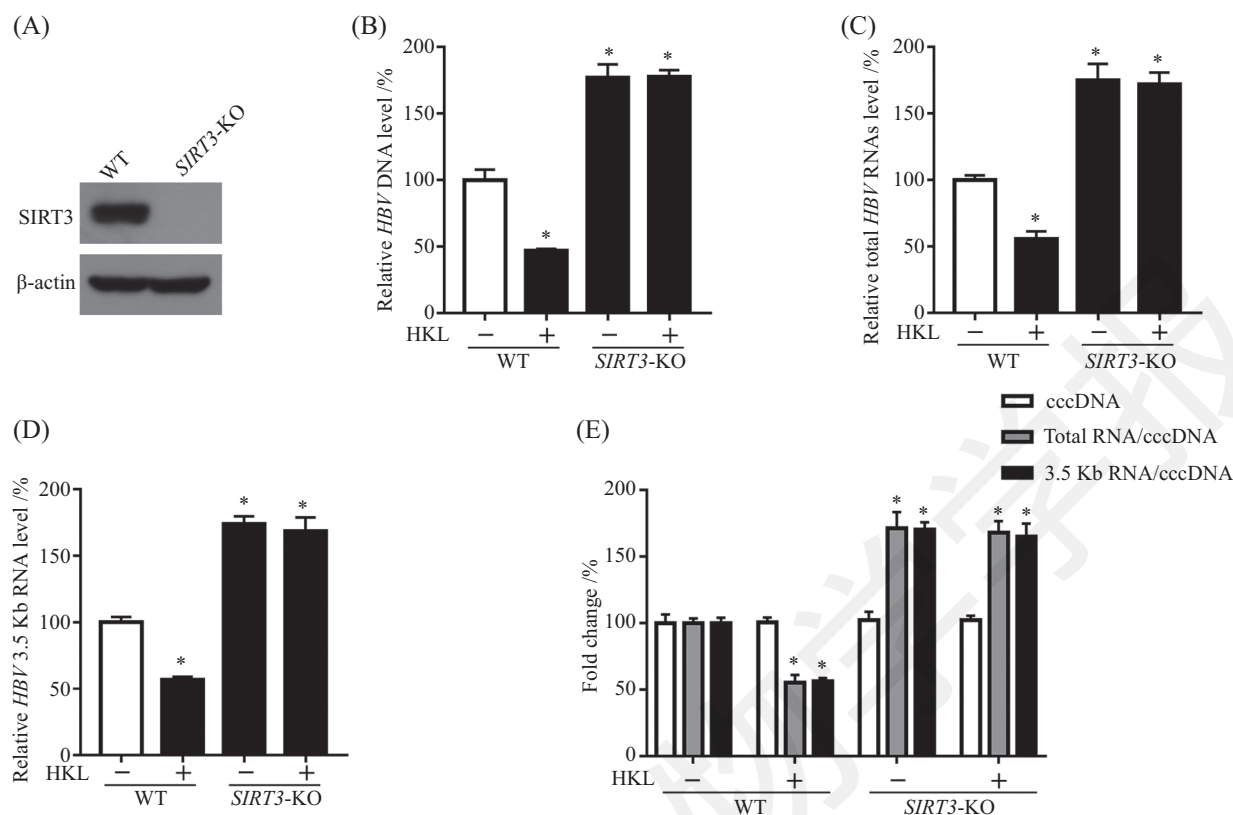 (A)
WT
SIRT3-KO
SIRT3
β-actin
(B)
Relative HBV DNA level /%
200
150
100
50
0
HKL − + − +
WT SIRT3-KO
* * *
(C)
Relative total HBV RNAs level /%
200
150
100
50
0
HKL − + − +
WT SIRT3-KO
* * *
(D)
Relative HBV 3.5 Kb RNA level /%
200
150
100
50
0
HKL − + − +
WT SIRT3-KO
* * *
(E)
cccDNA
Total RNA/cccDNA
3.5 Kb RNA/cccDNA
Fold change /%
200
150
100
50
0
HKL − + − +
WT SIRT3-KO
* * * * * *
物学报